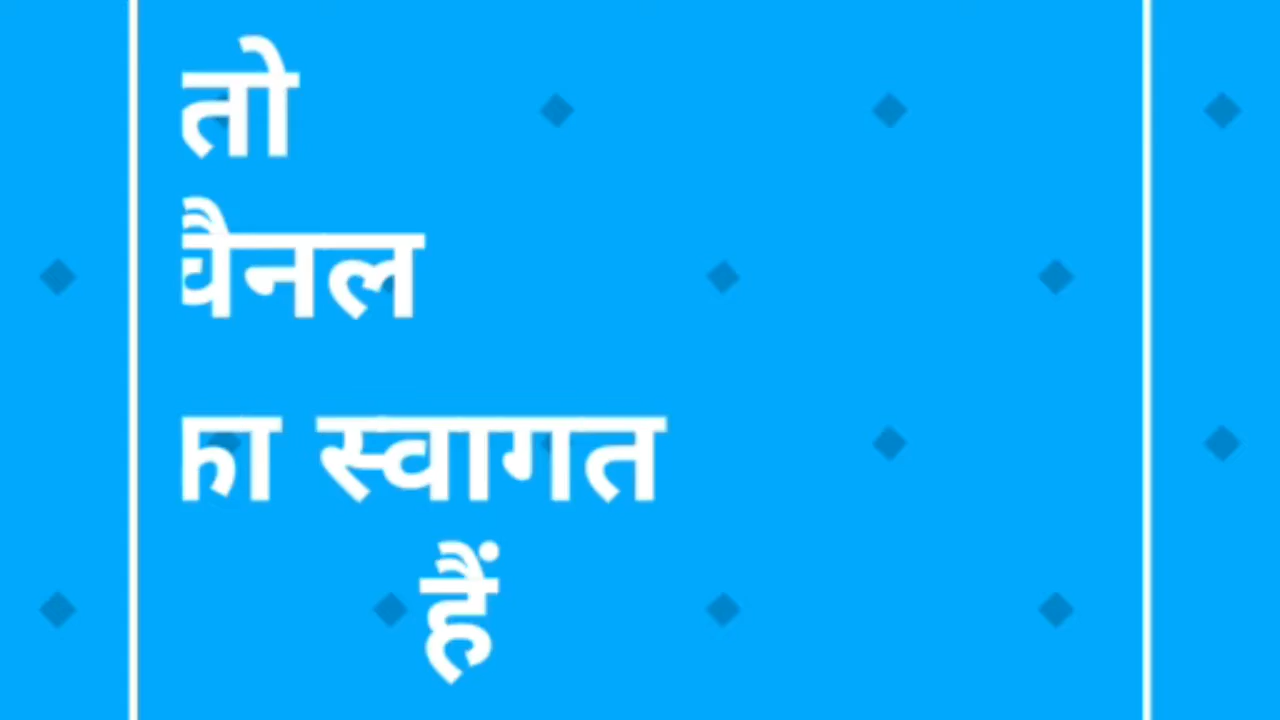 तो
चैनल
का स्वागत
हैं